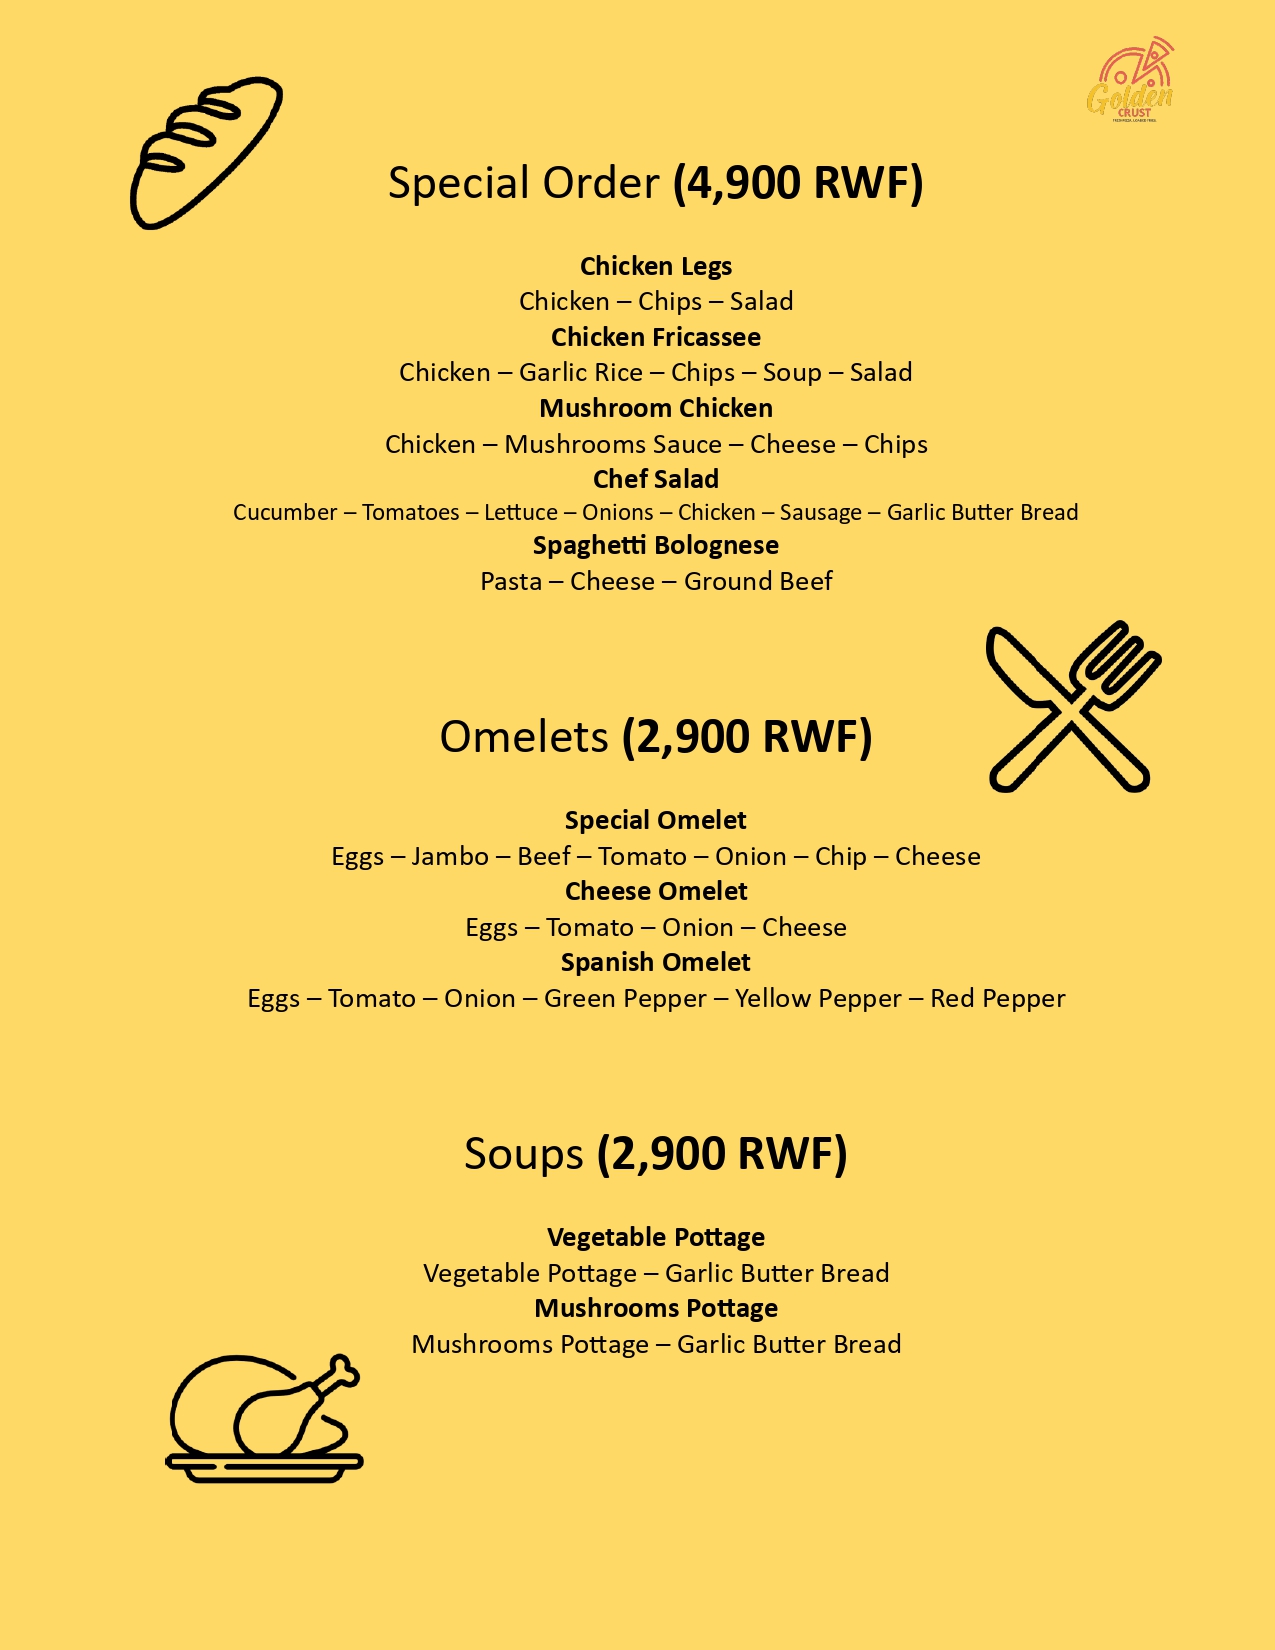 Golden
CRUST
Special Order (4,900 RWF)
Chicken Legs
Chicken – Chips – Salad
Chicken Fricassee
Chicken – Garlic Rice – Chips – Soup – Salad
Mushroom Chicken
Chicken – Mushrooms Sauce – Cheese – Chips
Chef Salad
Cucumber – Tomatoes – Lettuce – Onions – Chicken – Sausage – Garlic Butter Bread
Spaghetti Bolognese
Pasta – Cheese – Ground Beef
Omelets (2,900 RWF)
Special Omelet
Eggs – Jambo – Beef – Tomato – Onion – Chip – Cheese
Cheese Omelet
Eggs – Tomato – Onion – Cheese
Spanish Omelet
Eggs – Tomato – Onion – Green Pepper – Yellow Pepper – Red Pepper
Soups (2,900 RWF)
Vegetable Pottage
Vegetable Pottage – Garlic Butter Bread
Mushrooms Pottage
Mushrooms Pottage – Garlic Butter Bread